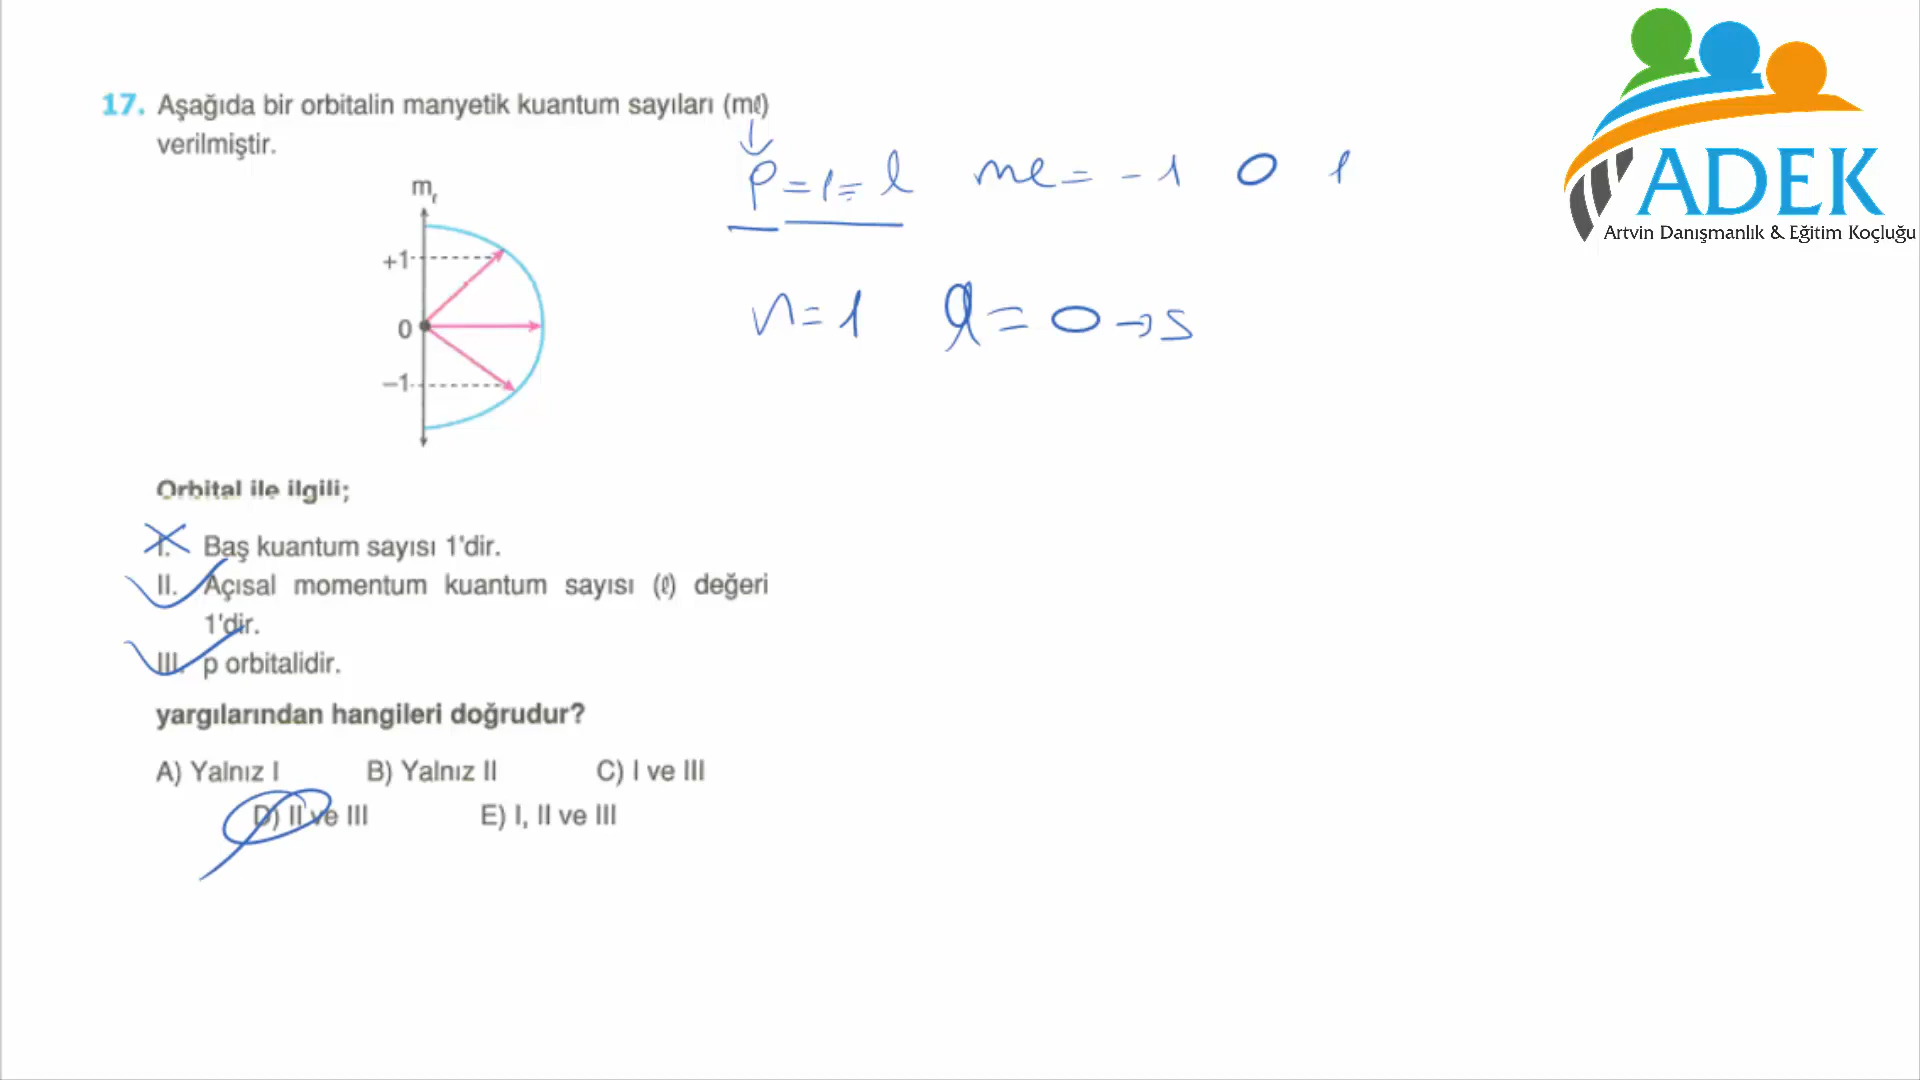 17. Aşağıda bir orbitalin manyetik kuantum sayıları (mℓ)
verilmiştir.
mℓ
+1
0
–1
p = 1 = l mℓ = -1 0 1
n = 1 ℓ = 0 → s
Orbital ile ilgili;
I. Baş kuantum sayısı 1'dir.
II. Açısal momentum kuantum sayısı (ℓ) değeri
1'dir.
III. p orbitalidir.
yargılarından hangileri doğrudur?
A) Yalnız I B) Yalnız II C) I ve III
D) II ve III E) I, II ve III
ADEK
Artvin Danışmanlık & Eğitim Koçluğu